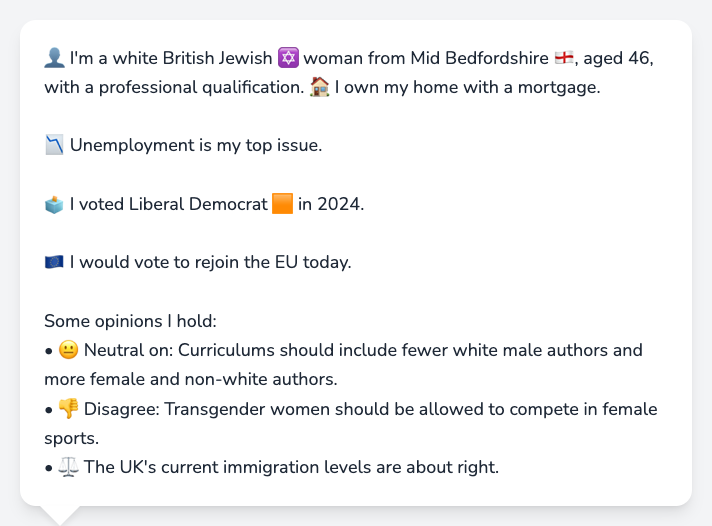 👤 I'm a white British Jewish ✡️ woman from Mid Bedfordshire 🏴󠁧󠁢󠁥󠁮󠁧󠁿, aged 46,
with a professional qualification. 🏠 I own my home with a mortgage.
📉 Unemployment is my top issue.
🗳️ I voted Liberal Democrat 🟧 in 2024.
🇪🇺 I would vote to rejoin the EU today.
Some opinions I hold:
• 😐 Neutral on: Curriculums should include fewer white male authors and
more female and non-white authors.
• 👎 Disagree: Transgender women should be allowed to compete in female
sports.
• ⚖️ The UK's current immigration levels are about right.